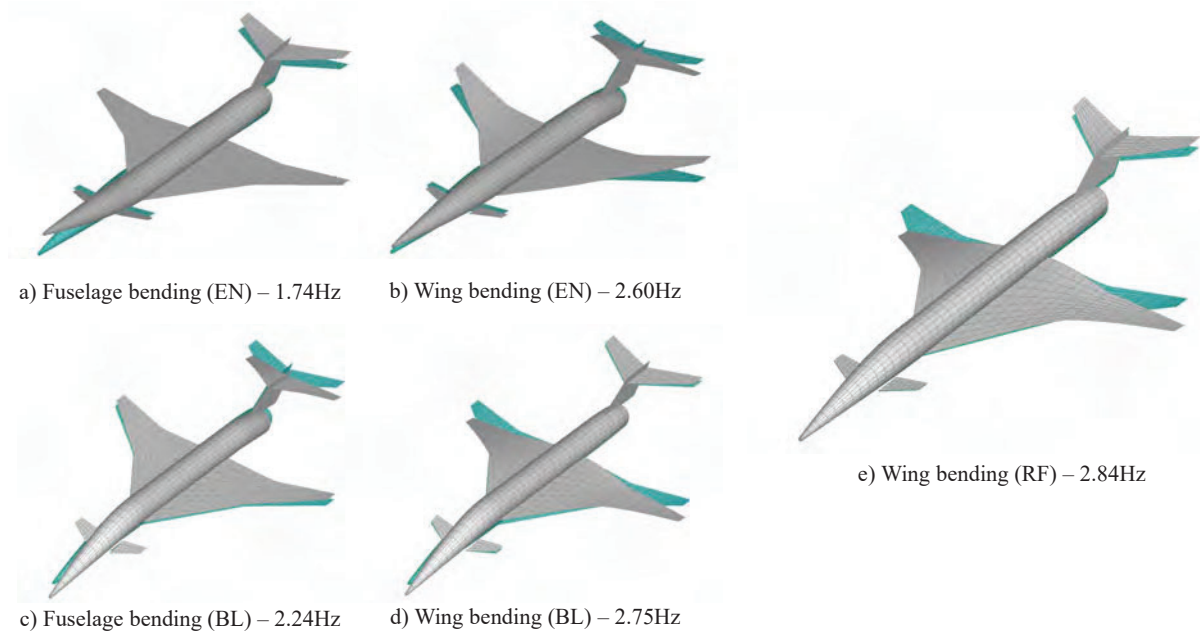 a) Fuselage bending (EN) – 1.74Hz
b) Wing bending (EN) – 2.60Hz
c) Fuselage bending (BL) – 2.24Hz
d) Wing bending (BL) – 2.75Hz
e) Wing bending (RF) – 2.84Hz